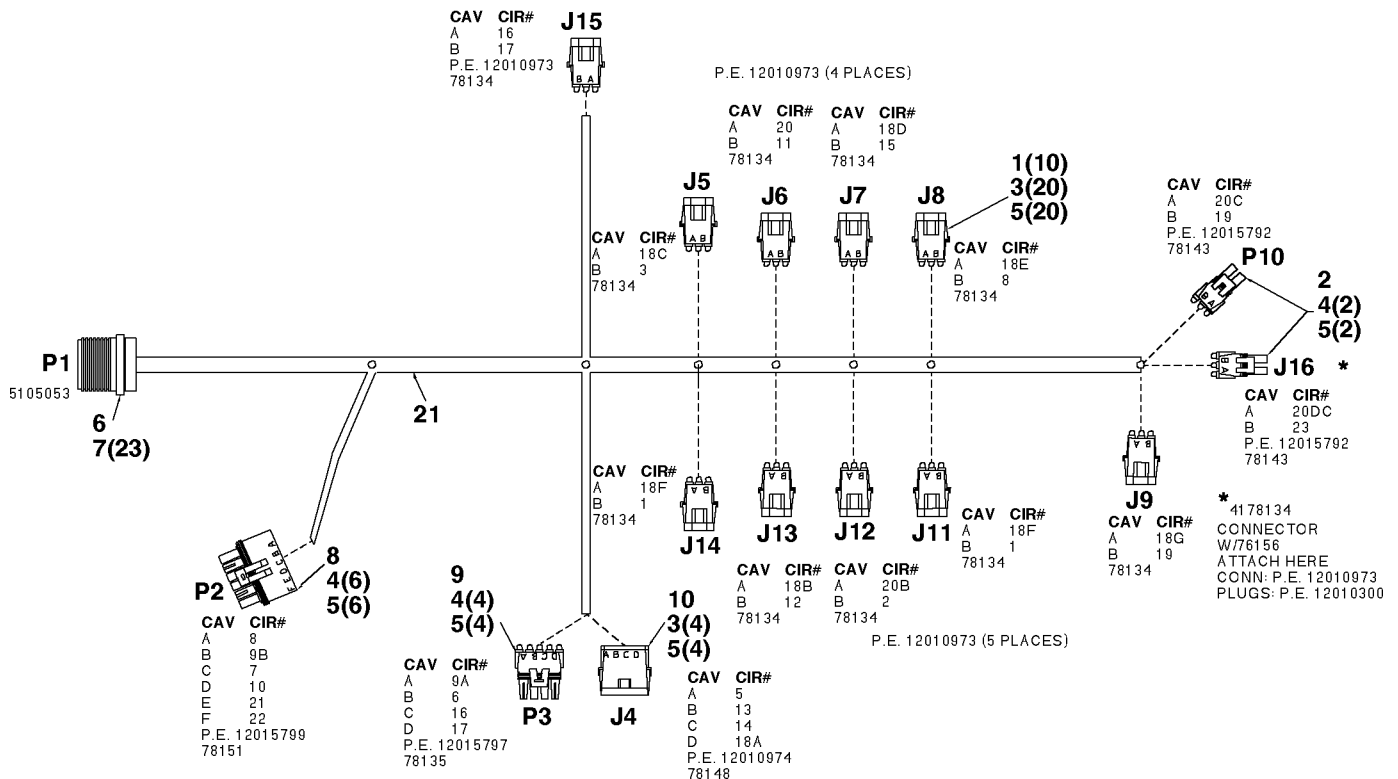 CAV CIR#
A 16
B 17
P.E. 12010973
78134
J15
B A
P.E. 12010973 (4 PLACES)
CAV CIR#
A 20
B 11
78134
CAV CIR#
A 18D
B 15
78134
1(10)
3(20)
5(20)
J5
J6
J7
J8
A B
A B
A B
A B
CAV CIR#
A 18C
B 3
78134
CAV CIR#
A 18E
B 8
78134
CAV CIR#
A 20C
B 19
P.E. 12015792
78143
P10
B A
2
4(2)
5(2)
P1
5105053
6
7(23)
21
J16 *
B A
CAV CIR#
A 20DC
B 23
P.E. 12015792
78143
*
4178134
CONNECTOR
W/76156
ATTACH HERE
CONN: P.E. 12010973
PLUGS: P.E. 12010300
CAV CIR#
A 18F
B 1
78134
A B
A B
A B
A B
J14
J13
J12
J11
CAV CIR#
A 18F
B 1
78134
A B
J9
CAV CIR#
A 18G
B 19
78134
CAV CIR#
A 18B
B 12
78134
CAV CIR#
A 20B
B 2
78134
P.E. 12010973 (5 PLACES)
P2
F E D C B A
8
4(6)
5(6)
CAV CIR#
A 8
B 9B
C 7
D 10
E 21
F 22
P.E. 12015799
78151
9
4(4)
5(4)
A B C D
P3
CAV CIR#
A 9A
B 6
C 16
D 17
P.E. 12015797
78135
10
3(4)
5(4)
A B C D
J4
CAV CIR#
A 5
B 13
C 14
D 18A
P.E. 12010974
78148